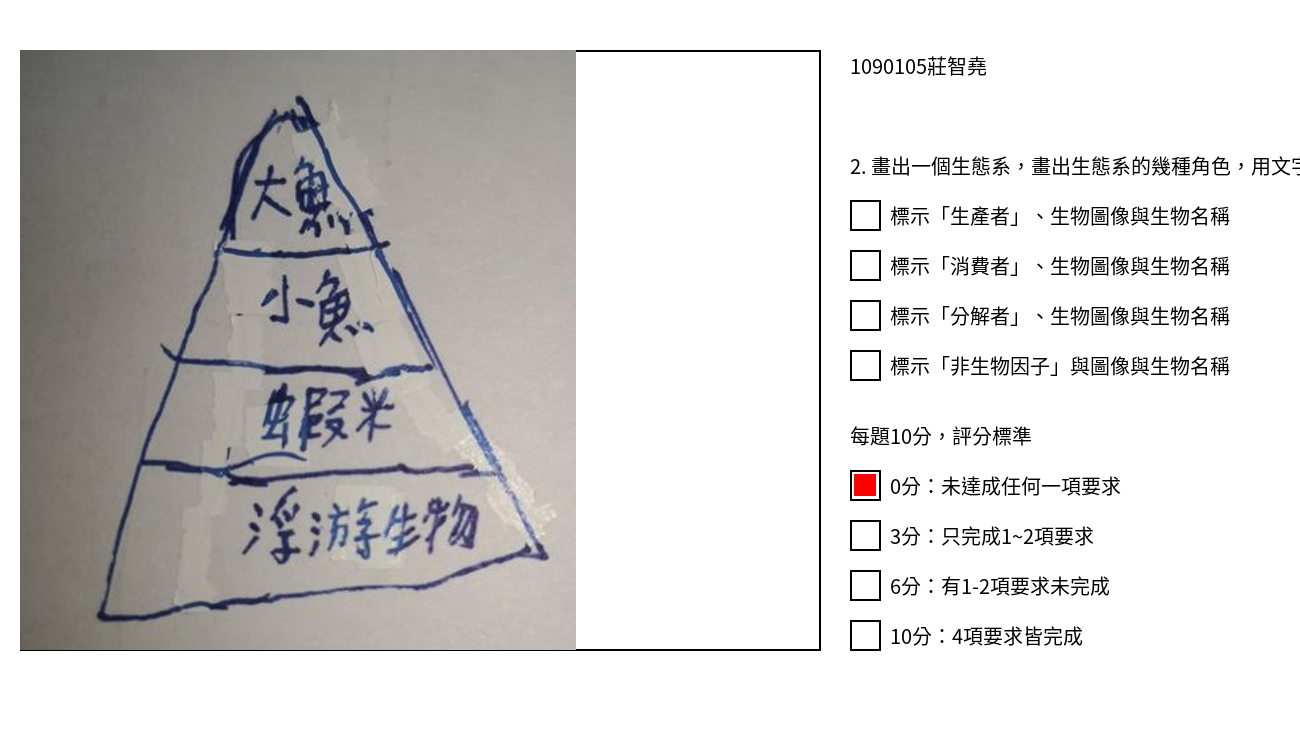 大魚
小魚
蝦米
浮游生物
1090105莊智堯
2. 畫出一個生態系，畫出生態系的幾種角色，用文字
標示「生產者」、生物圖像與生物名稱
標示「消費者」、生物圖像與生物名稱
標示「分解者」、生物圖像與生物名稱
標示「非生物因子」與圖像與生物名稱
每題10分，評分標準
0分：未達成任何一項要求
3分：只完成1~2項要求
6分：有1-2項要求未完成
10分：4項要求皆完成